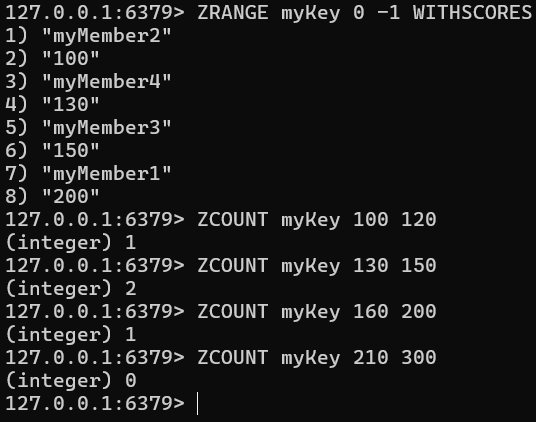 127.0.0.1:6379> ZRANGE myKey 0 -1 WITHSCORES
1) "myMember2"
2) "100"
3) "myMember4"
4) "130"
5) "myMember3"
6) "150"
7) "myMember1"
8) "200"
127.0.0.1:6379> ZCOUNT myKey 100 120
(integer) 1
127.0.0.1:6379> ZCOUNT myKey 130 150
(integer) 2
127.0.0.1:6379> ZCOUNT myKey 160 200
(integer) 1
127.0.0.1:6379> ZCOUNT myKey 210 300
(integer) 0
127.0.0.1:6379>